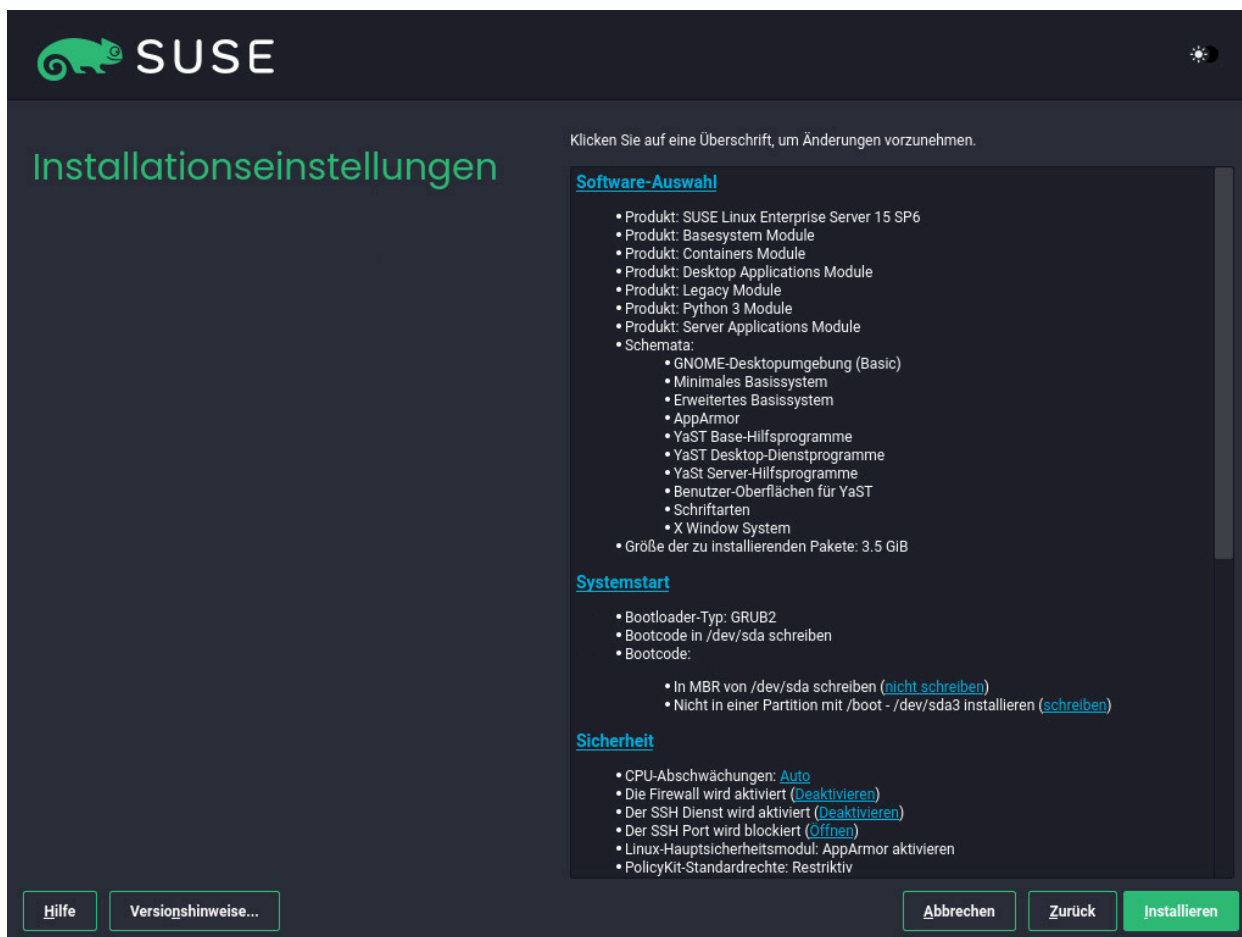 SUSE
Installationseinstellungen
Klicken Sie auf eine Überschrift, um Änderungen vorzunehmen.
Software-Auswahl
• Produkt: SUSE Linux Enterprise Server 15 SP6
• Produkt: Basesystem Module
• Produkt: Containers Module
• Produkt: Desktop Applications Module
• Produkt: Legacy Module
• Produkt: Python 3 Module
• Produkt: Server Applications Module
• Schemata:
• GNOME-Desktopumgebung (Basic)
• Minimales Basissystem
• Erweitertes Basissystem
• AppArmor
• YaST Base-Hilfsprogramme
• YaST Desktop-Dienstprogramme
• YaSt Server-Hilfsprogramme
• Benutzer-Oberflächen für YaST
• Schriftarten
• X Window System
• Größe der zu installierenden Pakete: 3.5 GiB
Systemstart
• Bootloader-Typ: GRUB2
• Bootcode in /dev/sda schreiben
• Bootcode:
• In MBR von /dev/sda schreiben (nicht schreiben)
• Nicht in einer Partition mit /boot - /dev/sda3 installieren (schreiben)
Sicherheit
• CPU-Abschwächungen: Auto
• Die Firewall wird aktiviert (Deaktivieren)
• Der SSH Dienst wird aktiviert (Deaktivieren)
• Der SSH Port wird blockiert (Öffnen)
• Linux-Hauptsicherheitsmodul: AppArmor aktivieren
• PolicyKit-Standardrechte: Restriktiv
Hilfe
Versionshinweise...
Abbrechen
Zurück
Installieren